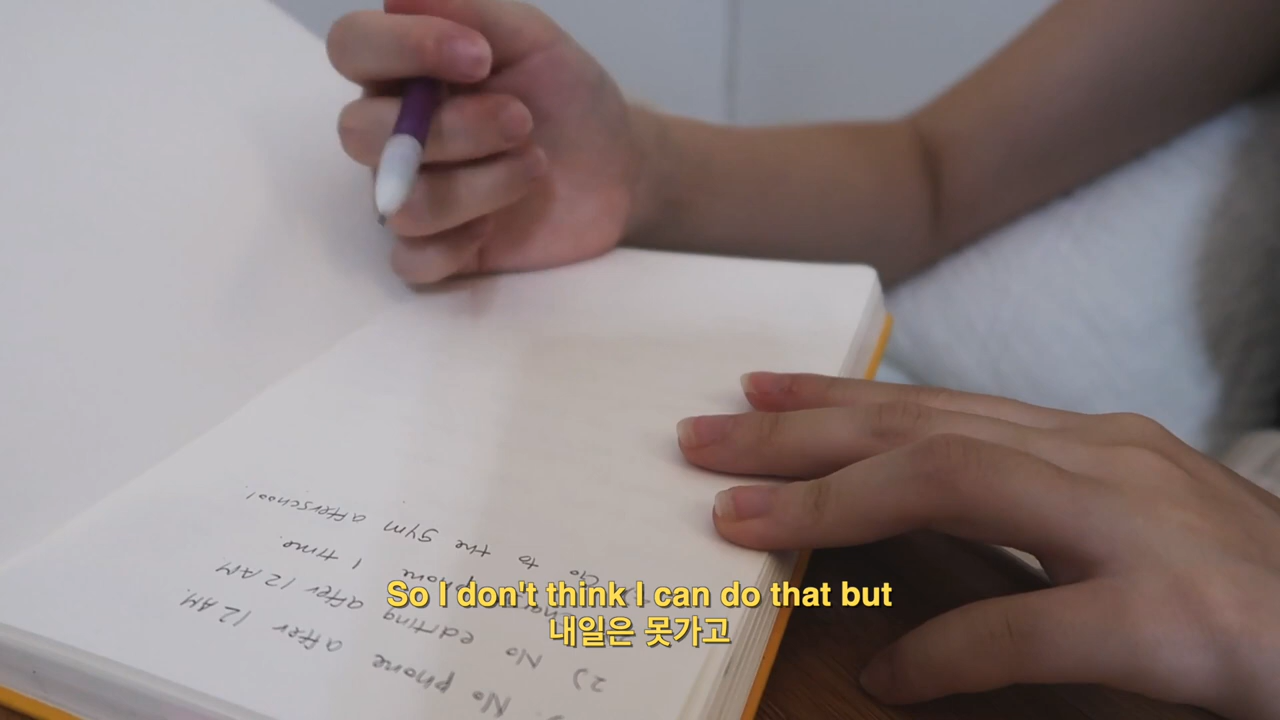 No phone after 12 AM.
2) No editing after 12 AM
phone 1 time.
Go to the gym afterschool
So I don't think I can do that but
내일은 못가고